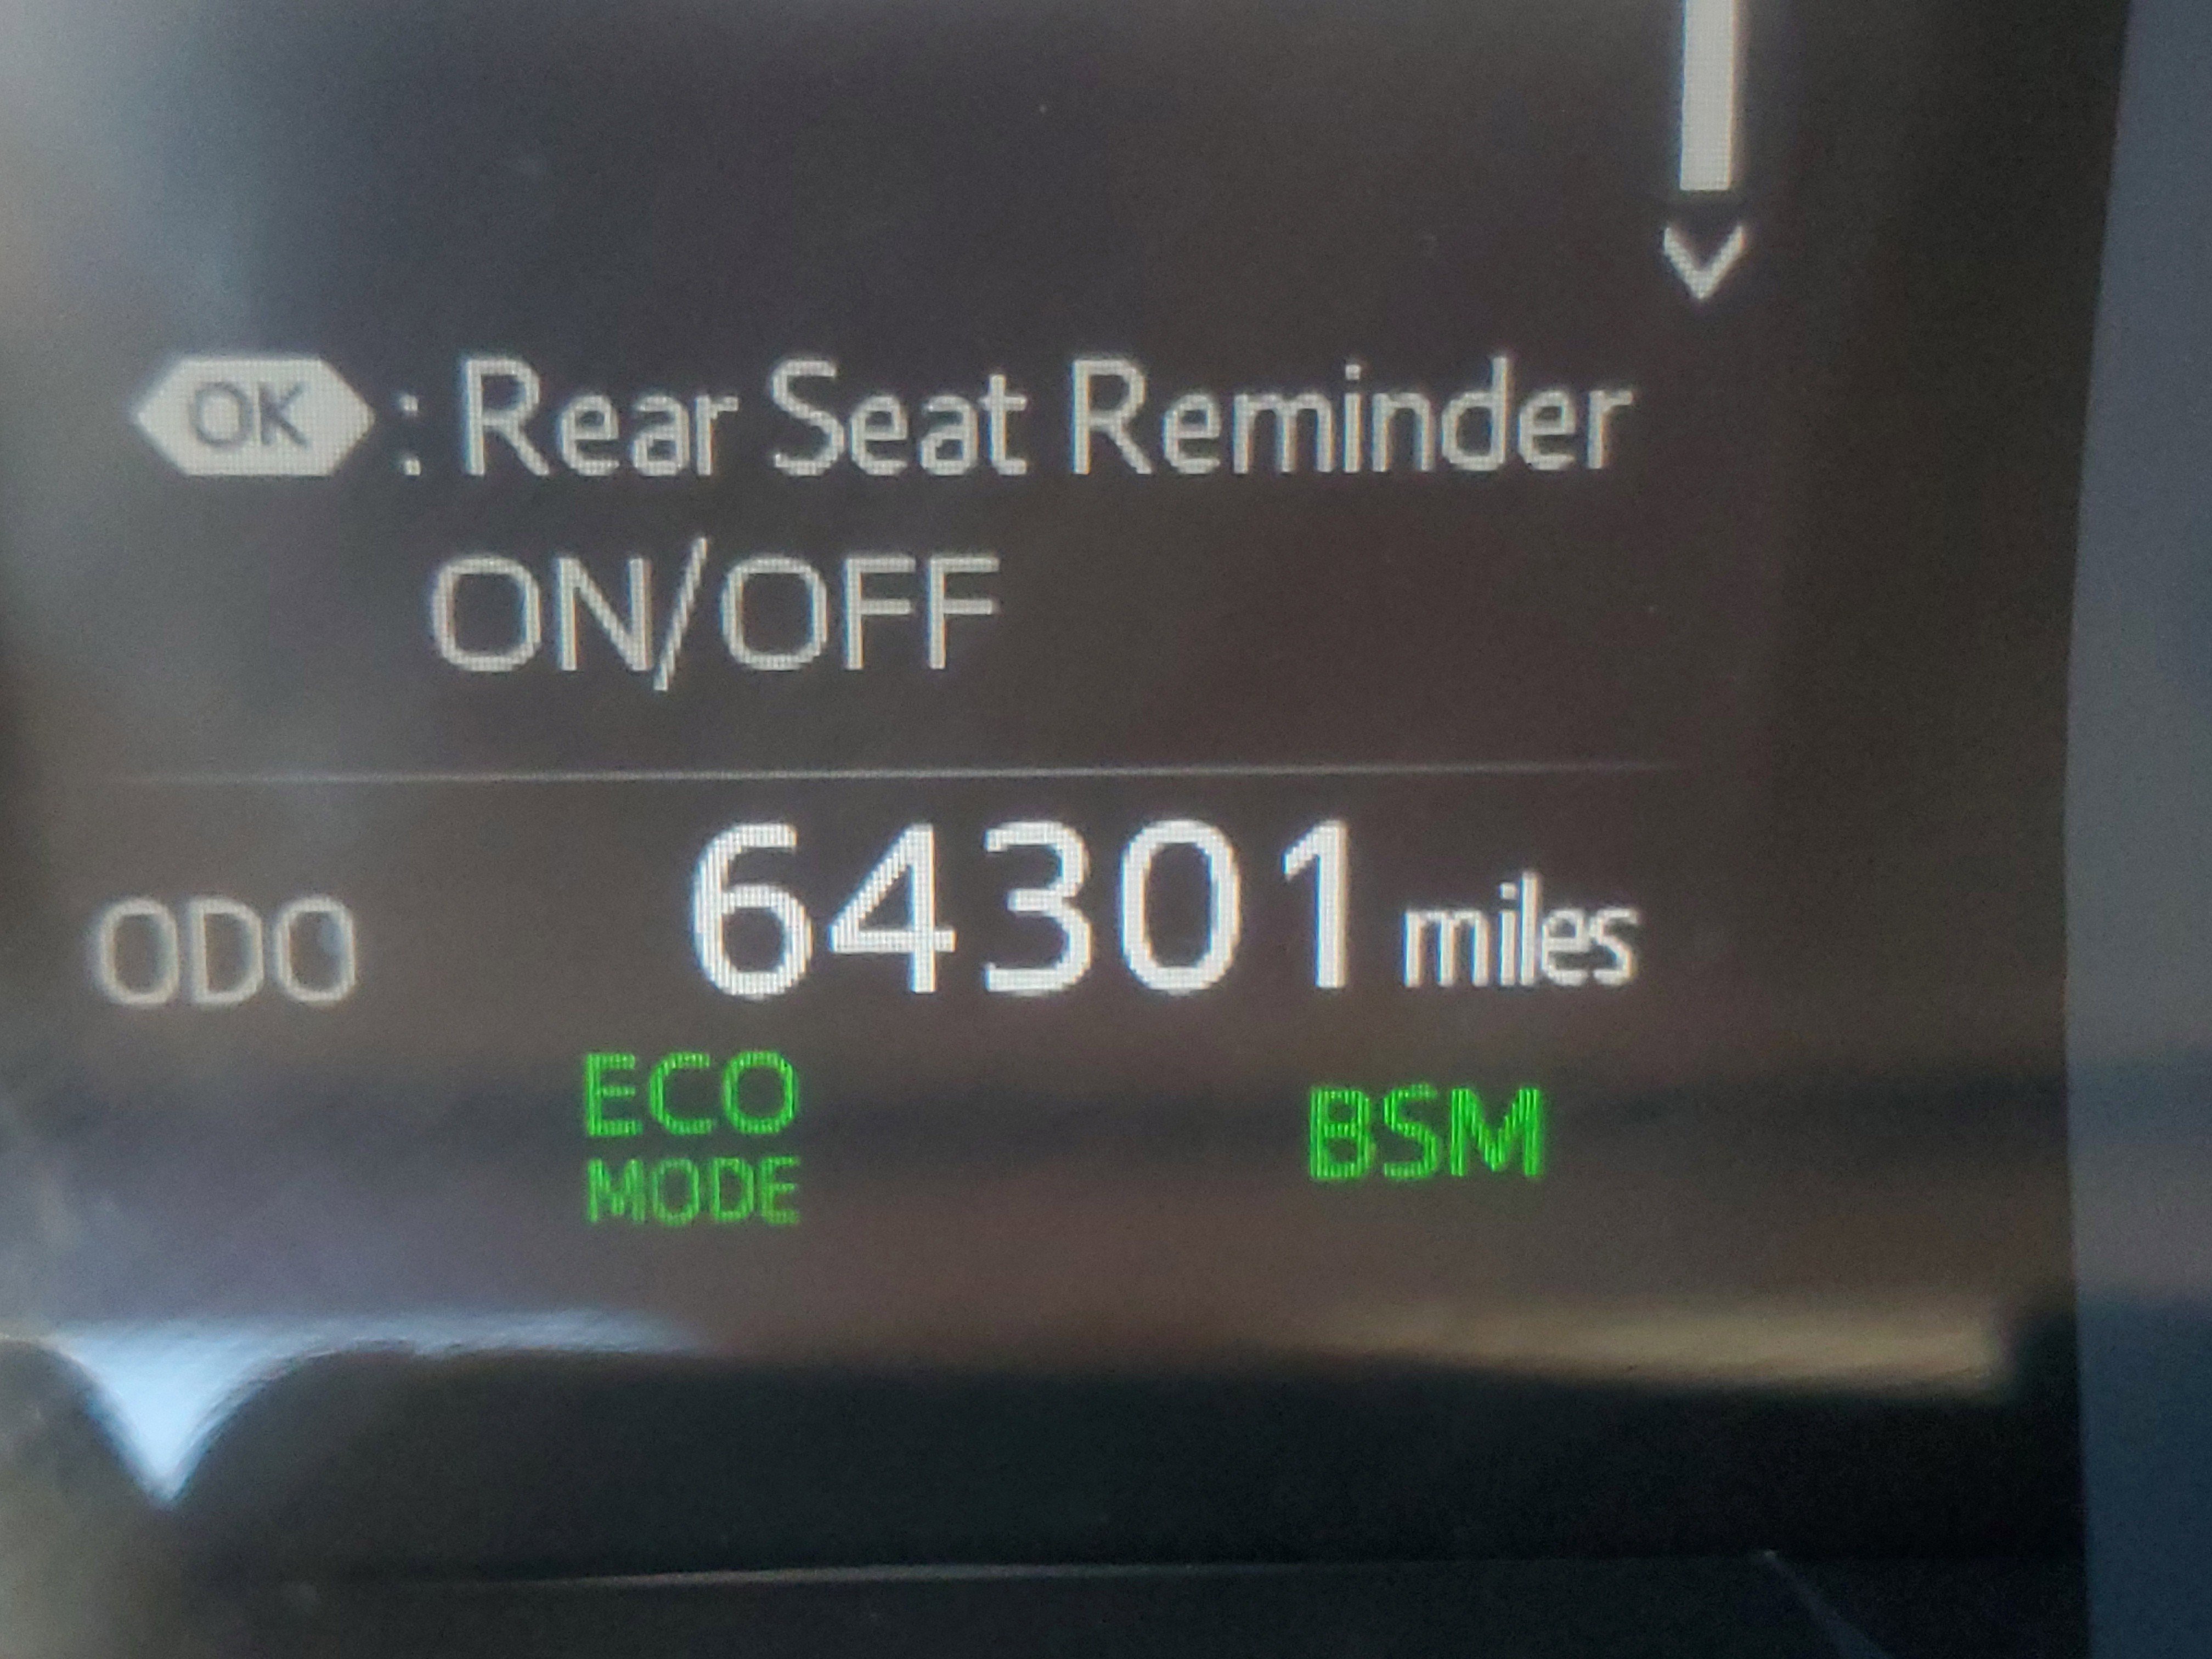 OK : Rear Seat Reminder
ON/OFF
ODO 64301 miles
ECO BSM
MODE